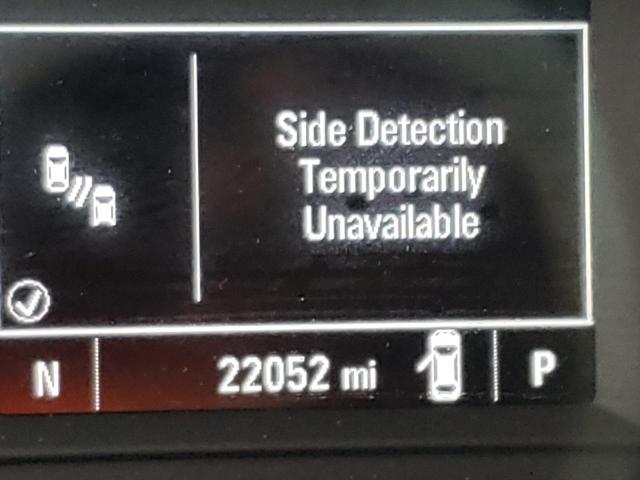 Side Detection
Temporarily
Unavailable
N 22052 mi P